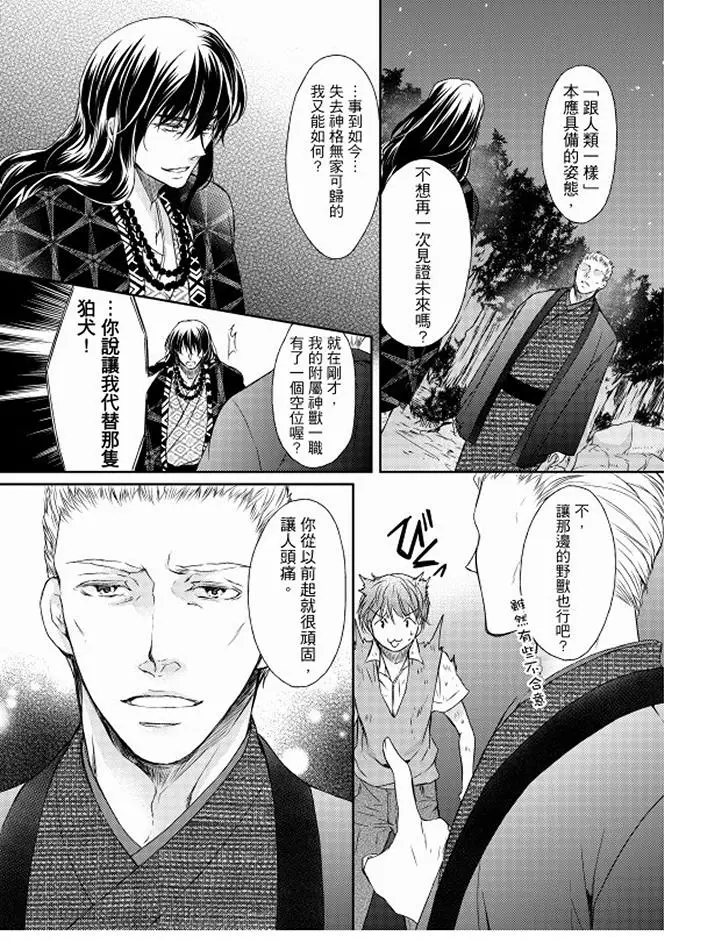 「跟人類一樣」
本應具備的姿態，
不想再一次見證未來嗎？
…事到如今…
失去神格無家可歸的
我又能如何？
就在剛才，
我的附屬神獸一職
有了一個空位喔？
…你說讓我代替那隻
狛犬！
不，
讓那邊的野獸也行吧？
雖然有些不合意
びくっ
你從以前起就很頑固，
讓人頭痛。